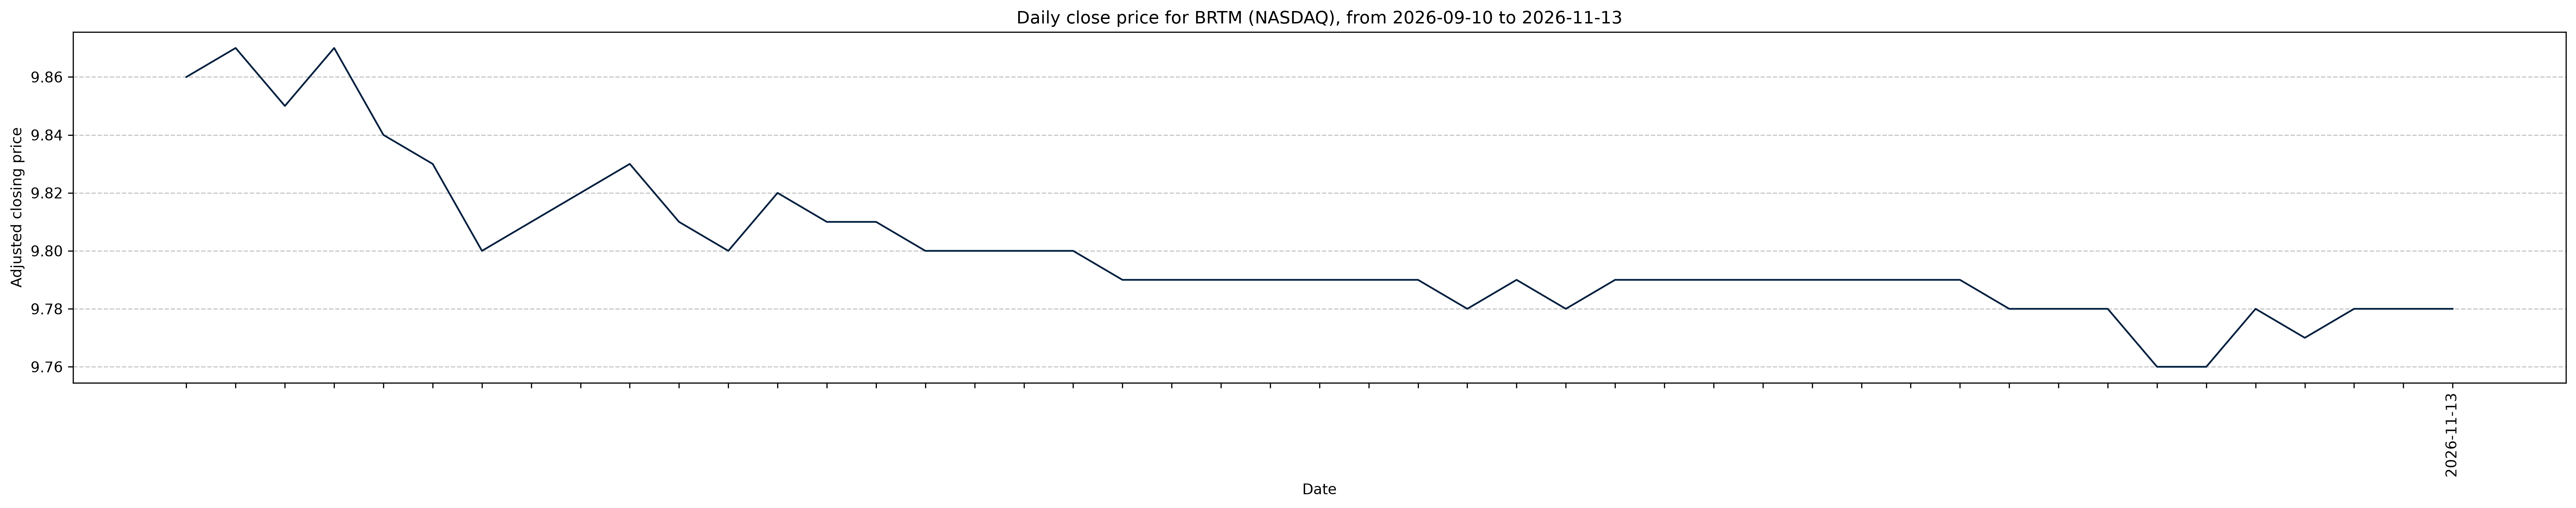 Daily close price for BRTM (NASDAQ), from 2026-09-10 to 2026-11-13
Adjusted closing price
9.86
9.84
9.82
9.80
9.78
9.76
2026-11-13
Date